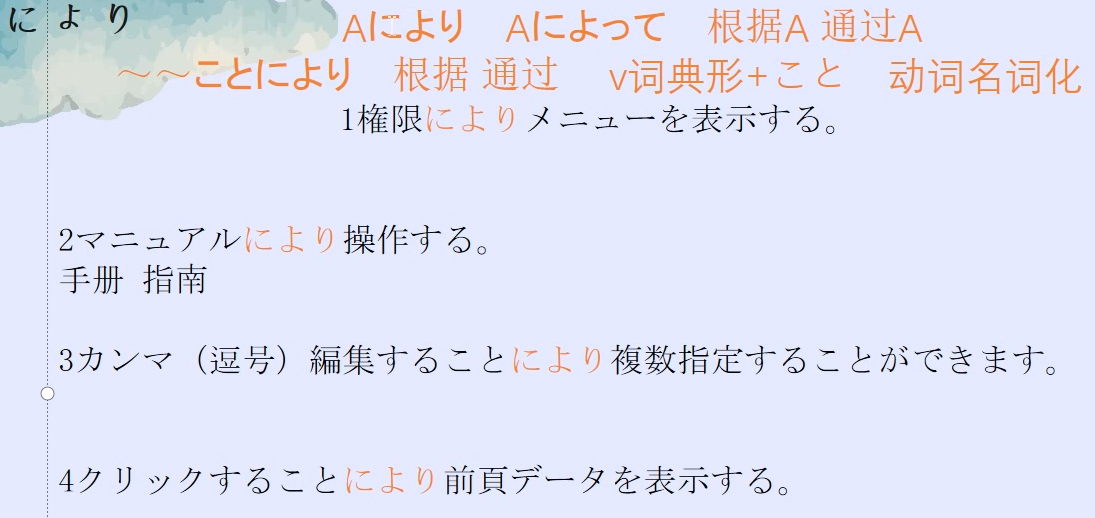 により
Aにより Aによって 根据A 通过A
～～ことにより 根据 通过 v词典形+こと 动词名词化
1権限によりメニューを表示する。
2マニュアルにより操作する。
手册 指南
3カンマ（逗号）編集することにより複数指定することができます。
4クリックすることにより前頁データを表示する。